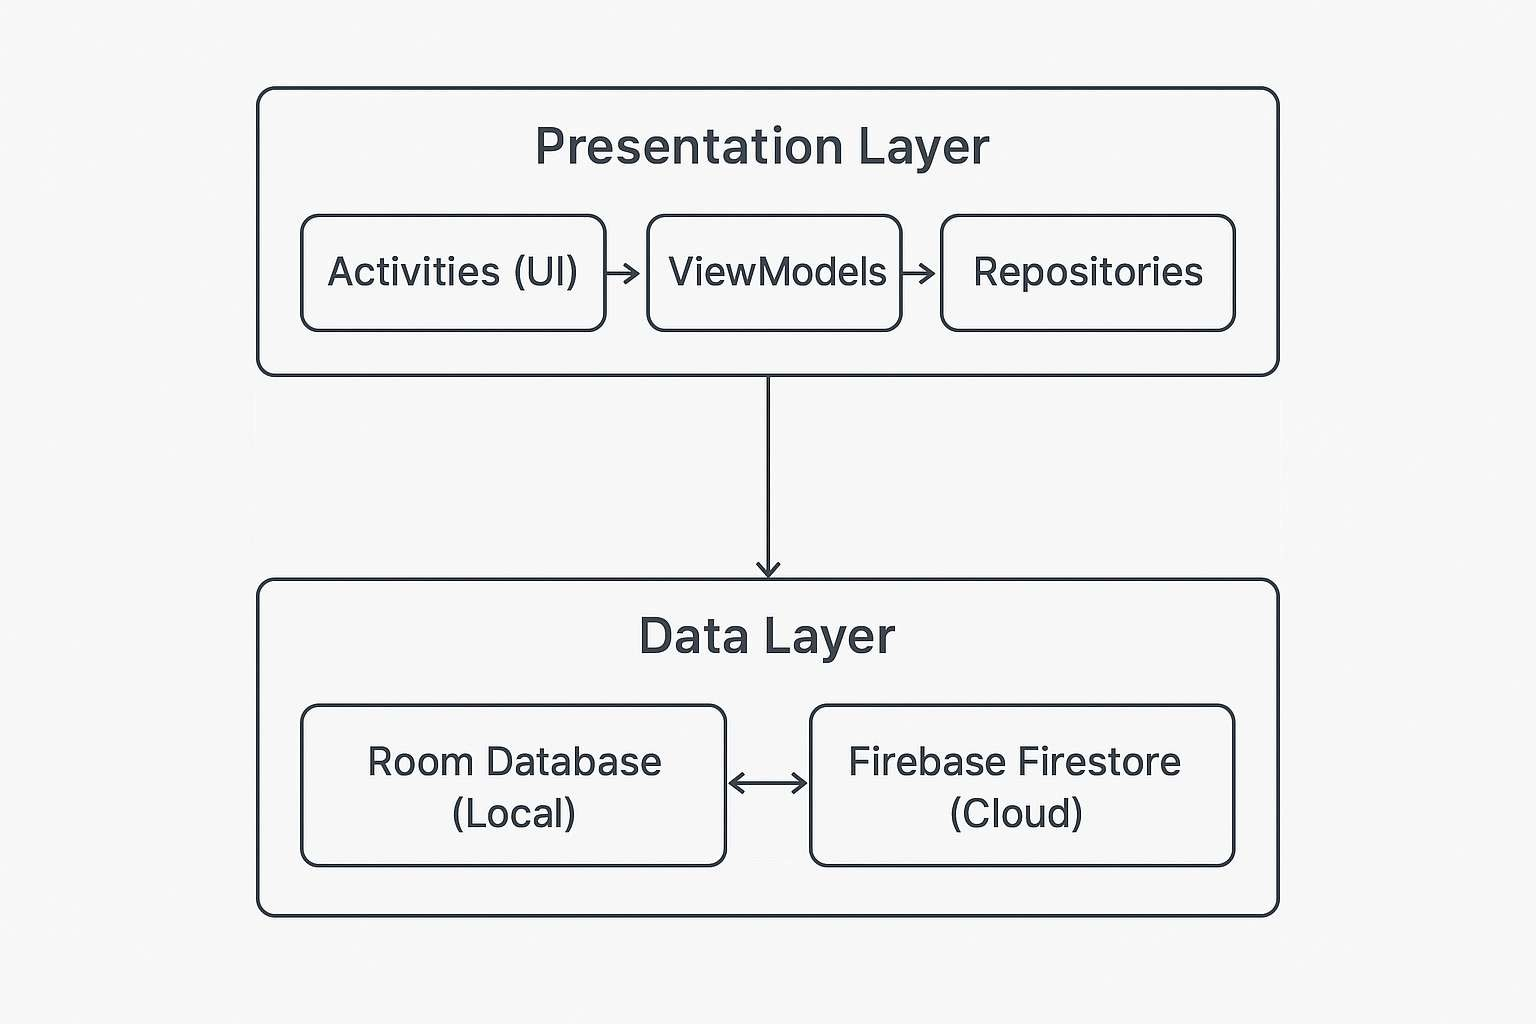 Presentation Layer
Activities (UI)
ViewModels
Repositories
Data Layer
Room Database
(Local)
Firebase Firestore
(Cloud)